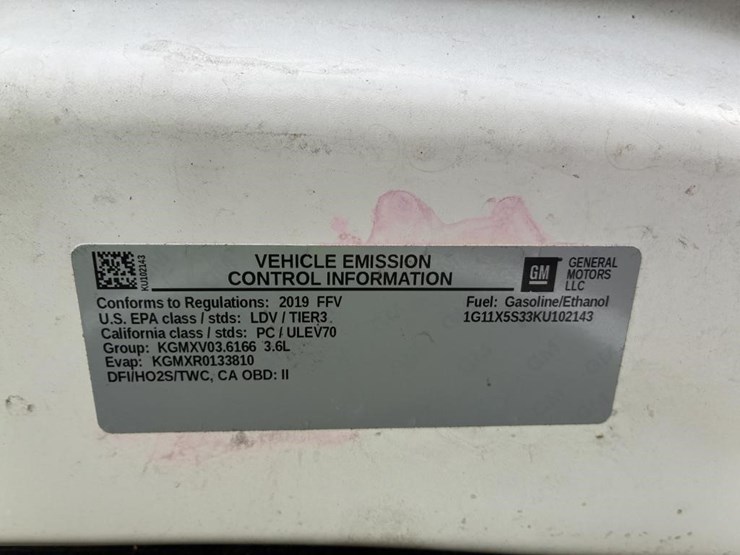 KU102143
VEHICLE EMISSION
CONTROL INFORMATION
GM
GENERAL
MOTORS
LLC
Conforms to Regulations: 2019 FFV
U.S. EPA class / stds: LDV / TIER3
California class / stds: PC / ULEV70
Group: KGMXV03.6166 3.6L
Evap: KGMXR0133810
DFI/HO2S/TWC, CA OBD: II
Fuel: Gasoline/Ethanol
1G11X5S33KU102143